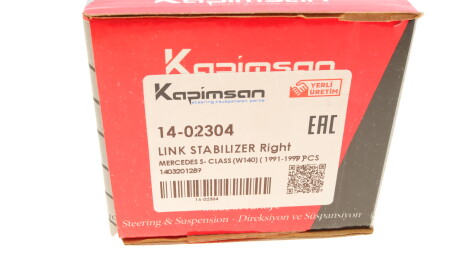 Kapimsan
Kapimsan
steering & suspension parts
YERLİ
ÜRETİM
14-02304
EAC
LINK STABILIZER Right
MERCEDES S- CLASS (W140) ( 1991-1999 ) PCS
1403201289
14-02304
Steering & Suspension - Direksiyon ve Süspansiyon